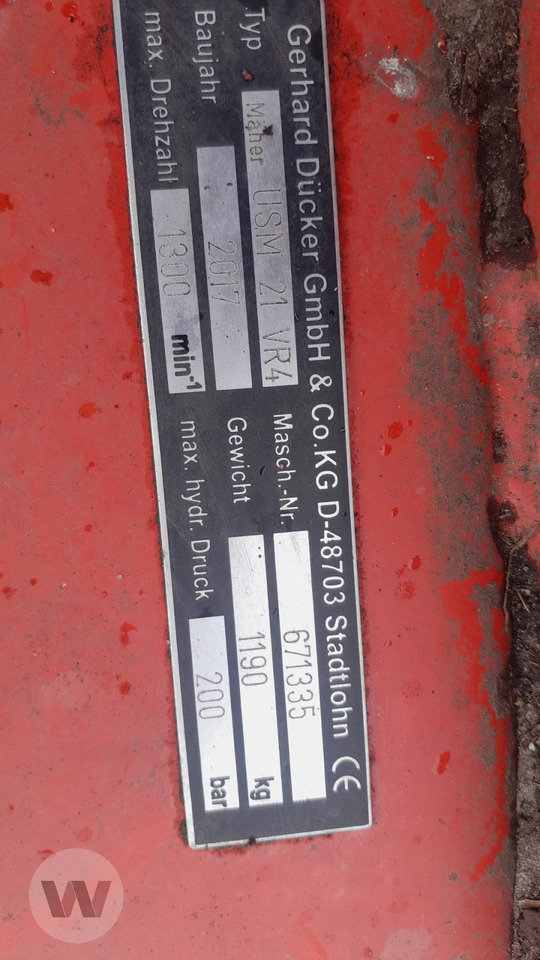 Gerhard Dücker GmbH & Co.KG D-48703 Stadtlohn CE
Typ Mäher USM 21 VR4 Masch.-Nr. 671335
Baujahr 2017 Gewicht 1190 kg
max. Drehzahl 1300 min-1 max. hydr. Druck 200 bar
W